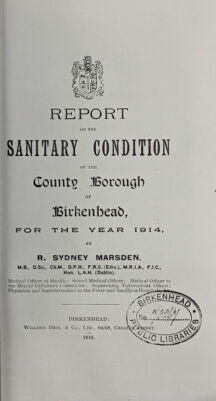 REPORT
ON THE
SANITARY CONDITION
OF THE
County Borough
OF
Birkenhead,
FOR THE YEAR 1914,
BY
R. SYDNEY MARSDEN,
M.B., D.Sc., Ch.M., D.P.H., F.R.S. (Edin.), M.R.I.A., F.I.C.,
Hon. L.A.H. (Dublin).
Medical Officer of Health; School Medical Officer; Medical Officer to
the Mental Deficiency Committee; Supervising Tuberculosis Officer;
Physician and Superintendent to the Fever and Smallpox
BIRKENHEAD:
Willmer Bros. & Co., Ltd., 64/68, Chester Street.
1915.
BIRKENHEAD
No.
PUBLIC LIBRARIES